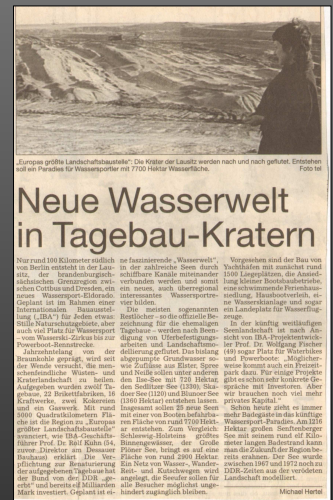 „Europas größte Landschaftsbaustelle“: Die Krater der Lausitz werden nach und nach geflutet. Entstehen
soll ein Paradies für Wassersportler mit 7700 Hektar Wasserfläche. Foto tel
Neue Wasserwelt
in Tagebau-Kratern
Nur rund 100 Kilometer südlich
von Berlin entsteht in der Lau-
sitz, der brandenburgisch-
sächsischen Grenzregion zwi-
schen Cottbus und Dresden, ein
neues Wassersport-Eldorado.
Geplant ist im Rahmen einer
Internationalen Bauausstel-
lung („IBA“) für Jeden etwas:
Stille Naturschutzgebiete, aber
auch viel Platz für Wassersport
– vom Wasserski-Zirkus bis zur
Powerboot-Rennstrecke.
Jahrzehntelang von der
Braunkohle geprägt, wird seit
der Wende versucht, die men-
schenfeindliche Wüsten- und
Kraterlandschaft zu heilen.
Aufgegeben wurden zwölf Ta-
gebaue, 22 Brikettfabriken, 16
Kraftwerke, zwei Kokereien
und ein Gaswerk. Mit rund
5000 Quadratkilometern Flä-
che ist die Region zu „Europas
größter Landschaftsbaustelle“
avanciert, wie IBA-Geschäfts-
führer Prof. Dr. Rolf Kuhn (54,
zuvor Direktor am Dessauer
Bauhaus) erklärt. Die Ver-
pflichtung zur Renaturierung
der aufgegebenen Tagebaue hat
der Bund von der DDR „ge-
erbt“ und bereits elf Milliarden
Mark investiert. Geplant ist ei-
ne faszinierende „Wasserwelt“,
in der zahlreiche Seen durch
schiffbare Kanäle miteinander
verbunden werden und somit
ein neues, auch überregional
interessantes Wassersportre-
vier bilden.
Die meisten sogenannten
Restlöcher – so die offizielle Be-
zeichnung für die ehemaligen
Tagebaue – werden nach Been-
digung von Uferbefestigungs-
arbeiten und Landschaftsmo-
dellierung geflutet. Das bislang
abgepumpte Grundwasser so-
wie Zuflüsse aus Elster, Spree
und Neiße sollen unter anderem
den Ilse-See mit 725 Hektar,
den Sedlitzer See (1330), Skia-
doer See (1120) und Blunoer See
(1360 Hektar) entstehen lassen.
Insgesamt sollen 25 neue Seen
mit einer von Booten befahrba-
ren Fläche von rund 7700 Hekt-
ar entstehen. Zum Vergleich:
Schleswig-Holsteins größtes
Binnengewässer, der Große
Plöner See, bringt es auf eine
Fläche von rund 2900 Hektar.
Ein Netz von Wasser-, Wander-
Reit- und Kutschwegen wird
angelegt, die Seeufer sollen für
alle Besucher möglichst unge-
hindert zugänglich bleiben.
Vorgesehen sind der Bau von
Yachthäfen mit zunächst rund
1500 Liegeplätzen, die Ansied-
lung kleiner Bootsbaubetriebe,
eine schwimmende Ferienhaus-
siedlung, Hausbootverleih, ei-
ne Wasserskianlage und sogar
ein Landeplatz für Wasserflug-
zeuge.
In der künftig weitläufigen
Seenlandschaft ist nach An-
sicht von IBA-Projektentwick-
ler Prof. Dr. Wolfgang Fischer
(49) sogar Platz für Waterbikes
und Powerboote: „Möglicher-
weise kommt auch ein Freizeit-
park dazu. Für einige Projekte
gibt es schon sehr konkrete Ge-
spräche mit Investoren. Aber
wir brauchen noch viel mehr
privates Kapital.“
Schon heute zieht es immer
mehr Badegäste in das künftige
Wassersport-Paradies. Am 1216
Hektar großen Senftenberger
See mit seinem rund elf Kilo-
meter langen Badestrand kann
man die Zukunft der Region be-
reits erahnen: Der See wurde
zwischen 1967 und 1972 noch zu
DDR-Zeiten aus der verödeten
Landschaft modelliert.
Michael Hertel